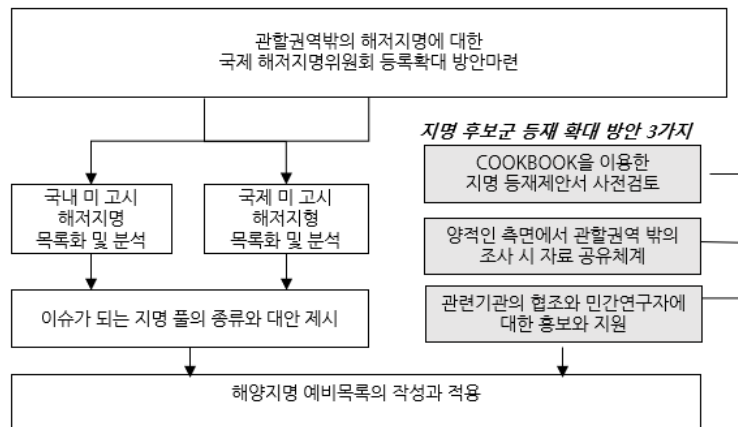 관할권역밖의 해저지명에 대한
국제 해저지명위원회 등록확대 방안마련
지명 후보군 등재 확대 방안 3가지
COOKBOOK을 이용한
지명 등재제안서 사전검토
국내 미 고시
해저지명
목록화 및 분석
국제 미 고시
해저지형
목록화 및 분석
양적인 측면에서 관할권역 밖의
조사 시 자료 공유체계
이슈가 되는 지명 풀의 종류와 대안 제시
관련기관의 협조와 민간연구자에
대한 홍보와 지원
해양지명 예비목록의 작성과 적용